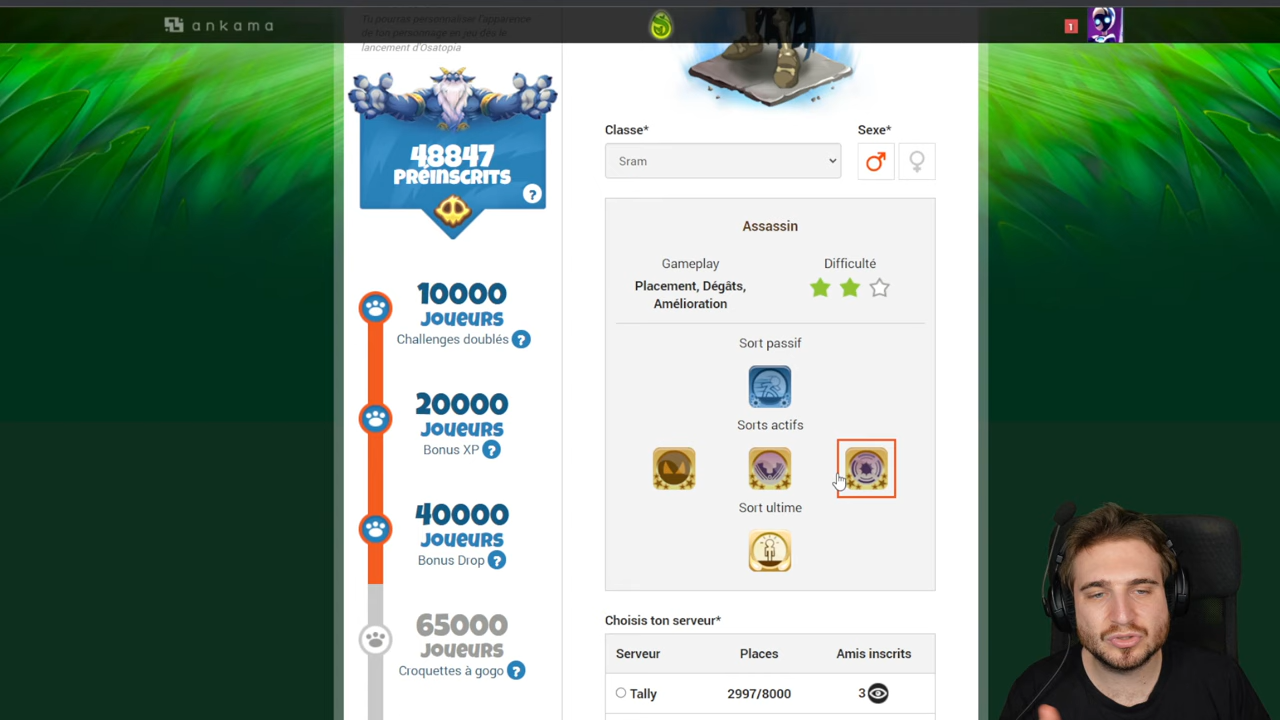 ankama
1
Tu pourras personnaliser l'apparence
de ton personnage en jeu dès le
lancement d'Osatopia
48847
PRÉINSCRITS
?
10000
JOUEURS
Challenges doublés ?
20000
JOUEURS
Bonus XP ?
40000
JOUEURS
Bonus Drop ?
65000
JOUEURS
Croquettes à gogo ?
Classe*
Sexe*
Sram
Assassin
Gameplay
Difficulté
Placement, Dégâts,
Amélioration
Sort passif
Sorts actifs
Sort ultime
Choisis ton serveur*
Serveur Places Amis inscrits
Tally 2997/8000 3